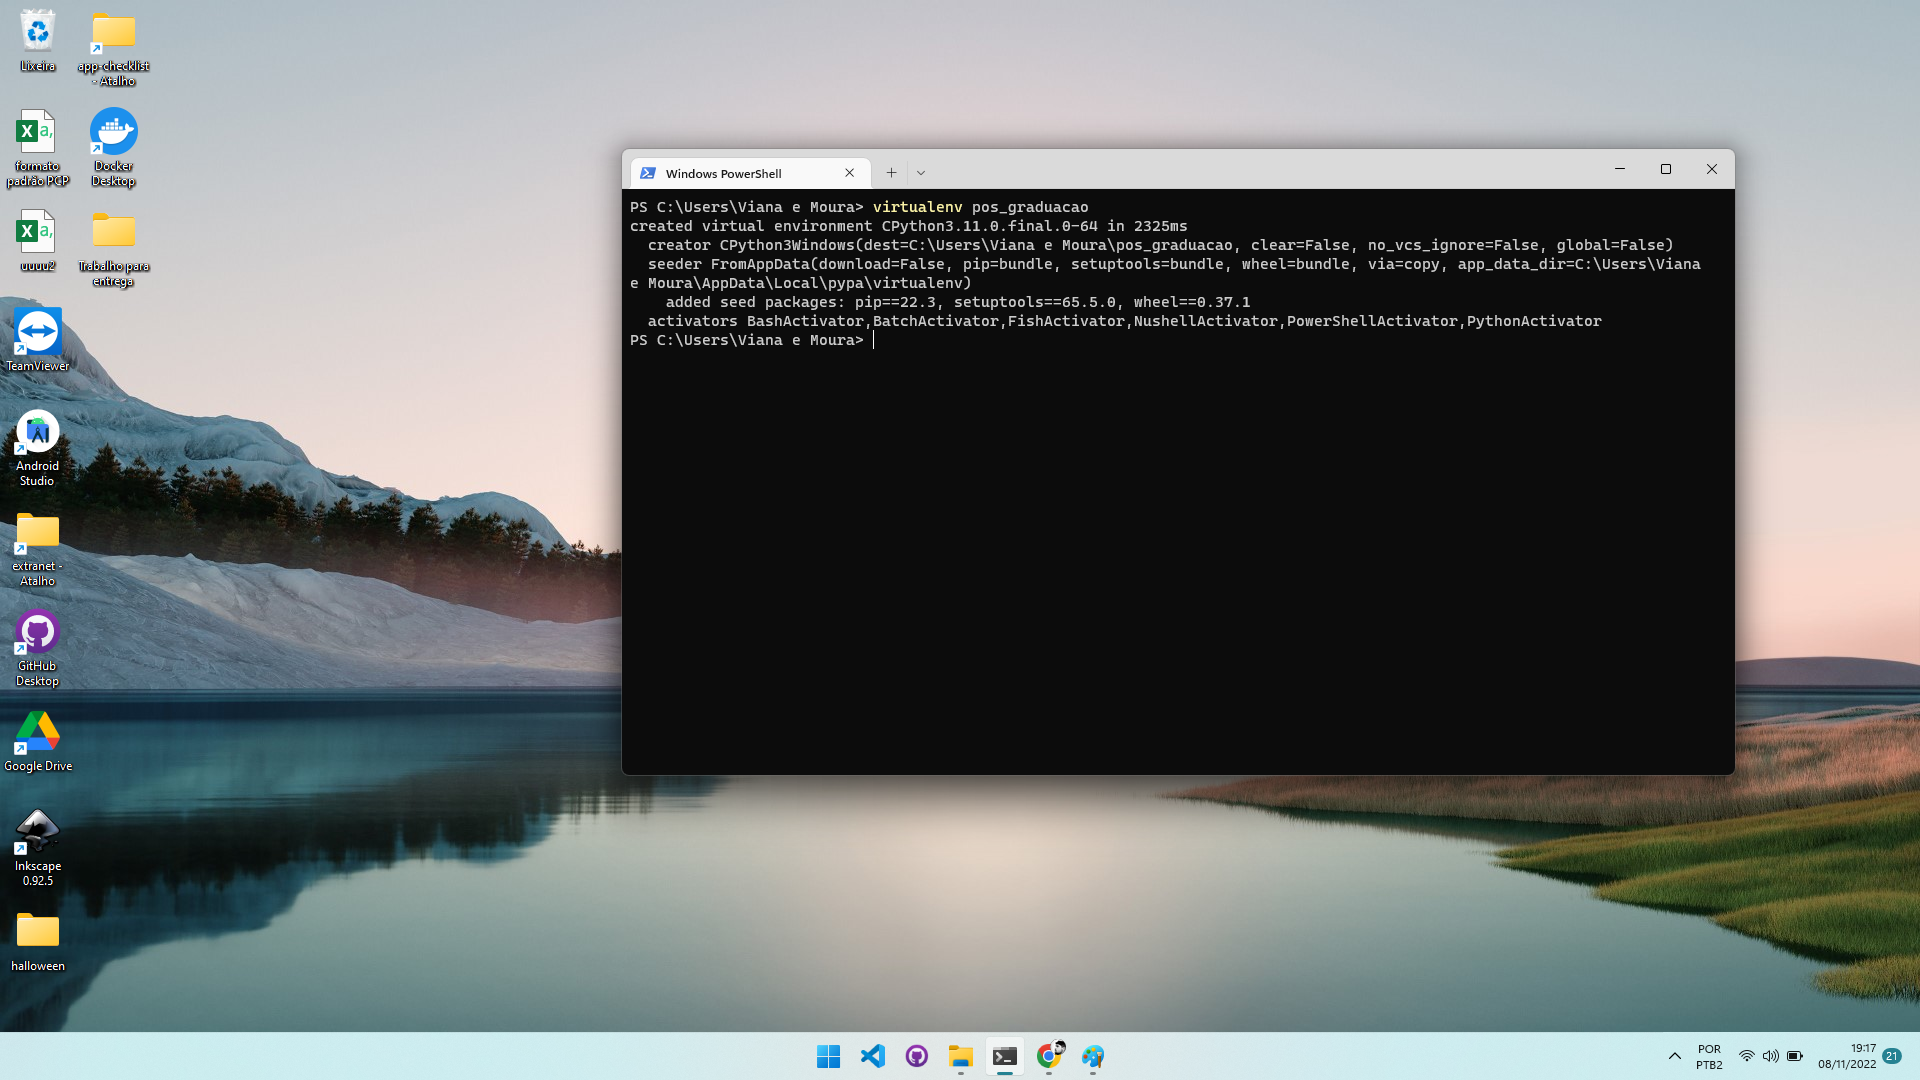 Lixeira
app-checklist
- Atalho
formato
padrão PCP
Docker
Desktop
uuuu2
Trabalho para
entrega
TeamViewer
Android
Studio
extranet -
Atalho
GitHub
Desktop
Google Drive
Inkscape
0.92.5
halloween
Windows PowerShell
PS C:\Users\Viana e Moura> virtualenv pos_graduacao
created virtual environment CPython3.11.0.final.0-64 in 2325ms
  creator CPython3Windows(dest=C:\Users\Viana e Moura\pos_graduacao, clear=False, no_vcs_ignore=False, global=False)
  seeder FromAppData(download=False, pip=bundle, setuptools=bundle, wheel=bundle, via=copy, app_data_dir=C:\Users\Viana
e Moura\AppData\Local\pypa\virtualenv)
    added seed packages: pip==22.3, setuptools==65.5.0, wheel==0.37.1
  activators BashActivator,BatchActivator,FishActivator,NushellActivator,PowerShellActivator,PythonActivator
PS C:\Users\Viana e Moura>
POR
PTB2
19:17
08/11/2022
21